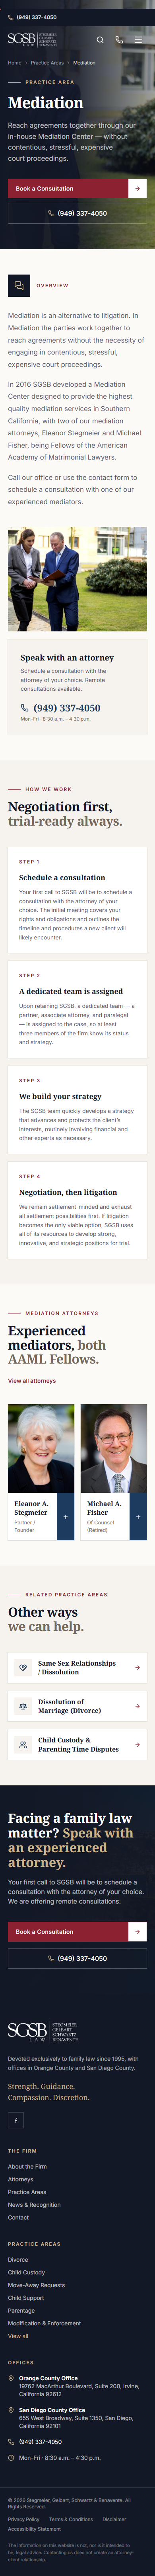 (949) 337-4050
SGSB LAW
STEGMEIER
GELBART
SCHWARTZ
BENAVENTE
Home › Practice Areas › Mediation
PRACTICE AREA
Mediation
Reach agreements together through our
in-house Mediation Center — without
contentious, stressful, expensive
court proceedings.
Book a Consultation
(949) 337-4050
OVERVIEW
Mediation is an alternative to litigation. In
Mediation the parties work together to
reach agreements without the necessity of
engaging in contentious, stressful,
expensive court proceedings.
In 2016 SGSB developed a Mediation
Center designed to provide the highest
quality mediation services in Southern
California, with two of our mediation
attorneys, Eleanor Stegmeier and Michael
Fisher, being Fellows of the American
Academy of Matrimonial Lawyers.
Call our office or use the contact form to
schedule a consultation with one of our
experienced mediators.
Speak with an attorney
Schedule a consultation with the
attorney of your choice. Remote
consultations available.
(949) 337-4050
Mon–Fri · 8:30 a.m. – 4:30 p.m.
HOW WE WORK
Negotiation first,
trial-ready always.
STEP 1
Schedule a consultation
Your first call to SGSB will be to schedule a
consultation with the attorney of your
choice. The initial meeting covers your
rights and obligations and outlines the
timeline and procedures a new client will
likely encounter.
STEP 2
A dedicated team is assigned
Upon retaining SGSB, a dedicated team — a
partner, associate attorney, and paralegal
— is assigned to the case, so at least
three members of the firm know its status
and strategy.
STEP 3
We build your strategy
The SGSB team quickly develops a strategy
that advances and protects the client's
interests, routinely involving financial and
other experts as necessary.
STEP 4
Negotiation, then litigation
We remain settlement-minded and exhaust
all settlement possibilities first. If litigation
becomes the only viable option, SGSB uses
all of its resources to develop strong,
innovative, and strategic positions for trial.
MEDIATION ATTORNEYS
Experienced
mediators, both
AAML Fellows.
View all attorneys
Eleanor A.
Stegmeier
Partner /
Founder
Michael A.
Fisher
Of Counsel
(Retired)
RELATED PRACTICE AREAS
Other ways
we can help.
Same Sex Relationships
/ Dissolution
Dissolution of
Marriage (Divorce)
Child Custody &
Parenting Time Disputes
Facing a family law
matter? Speak with
an experienced
attorney.
Your first call to SGSB will be to schedule a
consultation with the attorney of your choice.
We are offering remote consultations.
Book a Consultation
(949) 337-4050
SGSB LAW
STEGMEIER
GELBART
SCHWARTZ
BENAVENTE
Devoted exclusively to family law since 1995, with
offices in Orange County and San Diego County.
Strength. Guidance.
Compassion. Discretion.
THE FIRM
About the Firm
Attorneys
Practice Areas
News & Recognition
Contact
PRACTICE AREAS
Divorce
Child Custody
Move-Away Requests
Child Support
Parentage
Modification & Enforcement
View all
OFFICES
Orange County Office
19762 MacArthur Boulevard, Suite 200, Irvine,
California 92612
San Diego County Office
655 West Broadway, Suite 1350, San Diego,
California 92101
(949) 337-4050
Mon–Fri · 8:30 a.m. – 4:30 p.m.
© 2026 Stegmeier, Gelbart, Schwartz & Benavente. All
Rights Reserved.
Privacy Policy Terms & Conditions Disclaimer
Accessibility Statement
The information on this website is not, nor is it intended to
be, legal advice. Contacting us does not create an attorney-
client relationship.